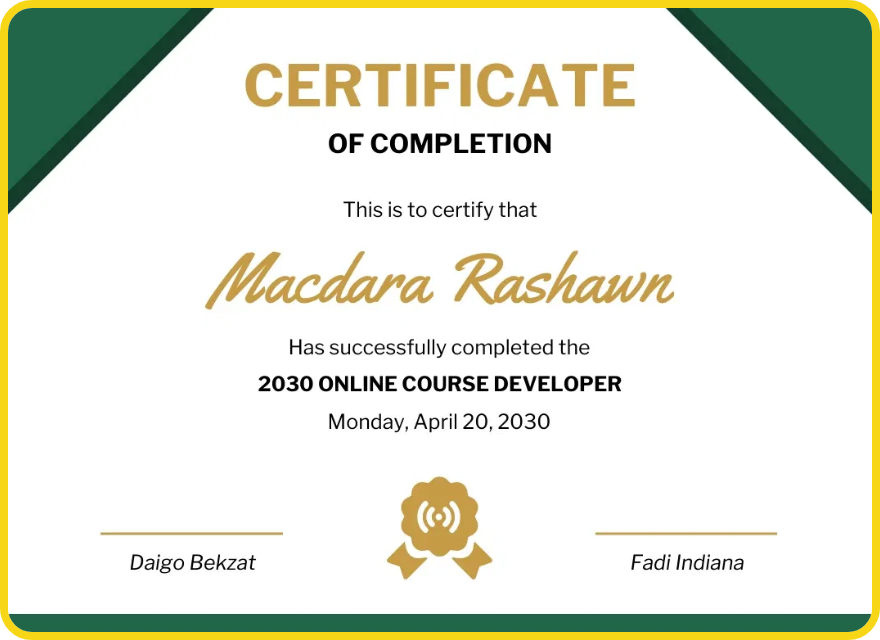 CERTIFICATE
OF COMPLETION
This is to certify that
Macdara Rashawn
Has successfully completed the
2030 ONLINE COURSE DEVELOPER
Monday, April 20, 2030
Daigo Bekzat
Fadi Indiana